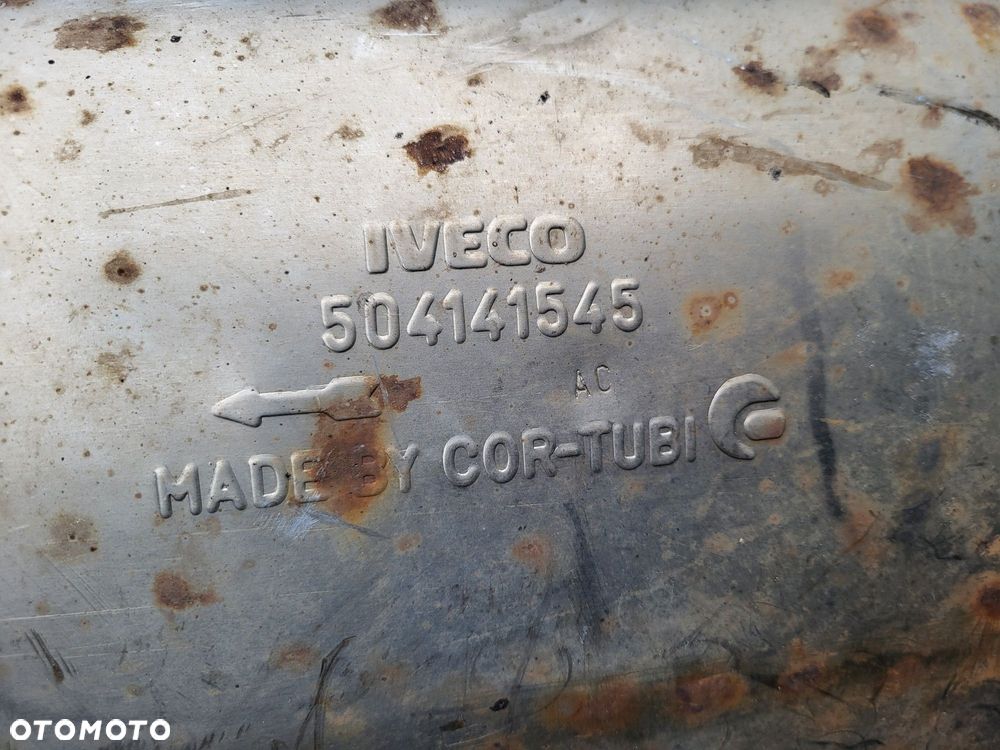 IVECO
504141545
AC
MADE BY COR-TUBI
OTOMOTO